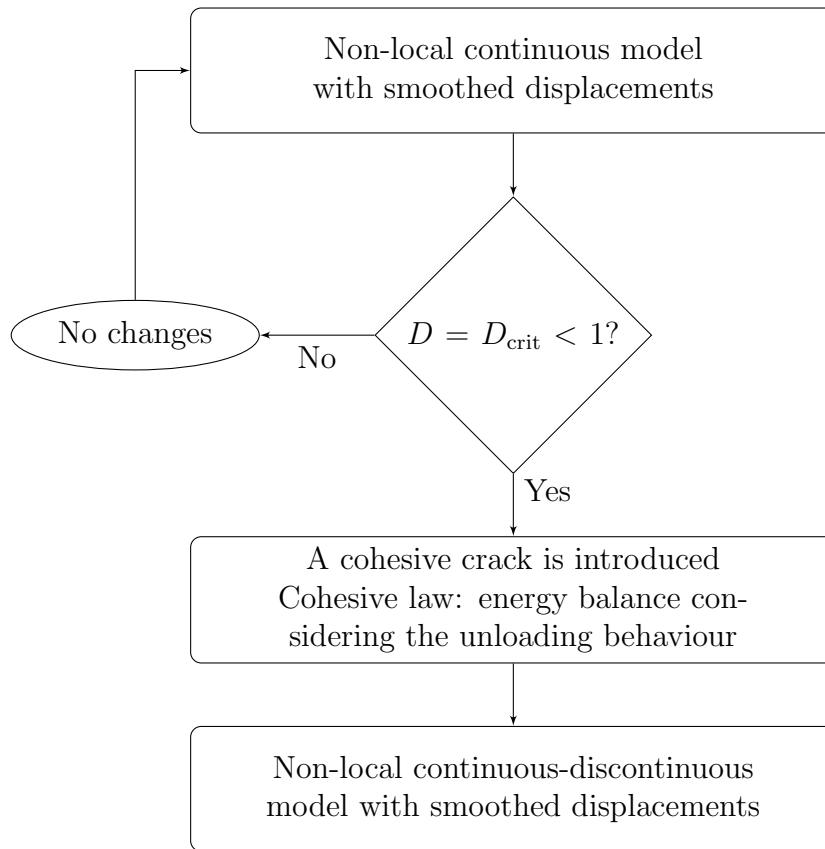 Non-local continuous model
with smoothed displacements
D = D_crit < 1?
No changes
No
Yes
A cohesive crack is introduced
Cohesive law: energy balance con-
sidering the unloading behaviour
Non-local continuous-discontinuous
model with smoothed displacements